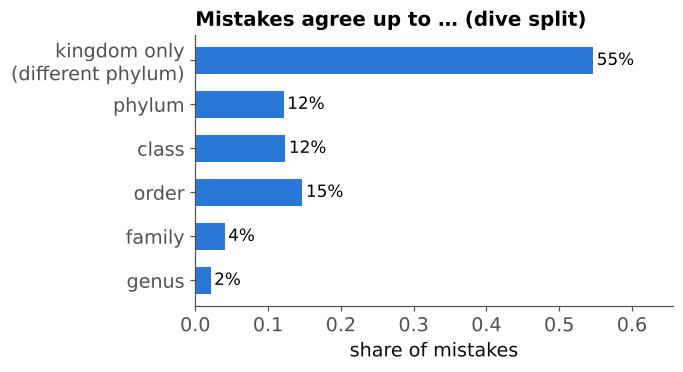 Mistakes agree up to … (dive split)
kingdom only
(different phylum)
55%
phylum
12%
class
12%
order
15%
family
4%
genus
2%
0.0 0.1 0.2 0.3 0.4 0.5 0.6
share of mistakes